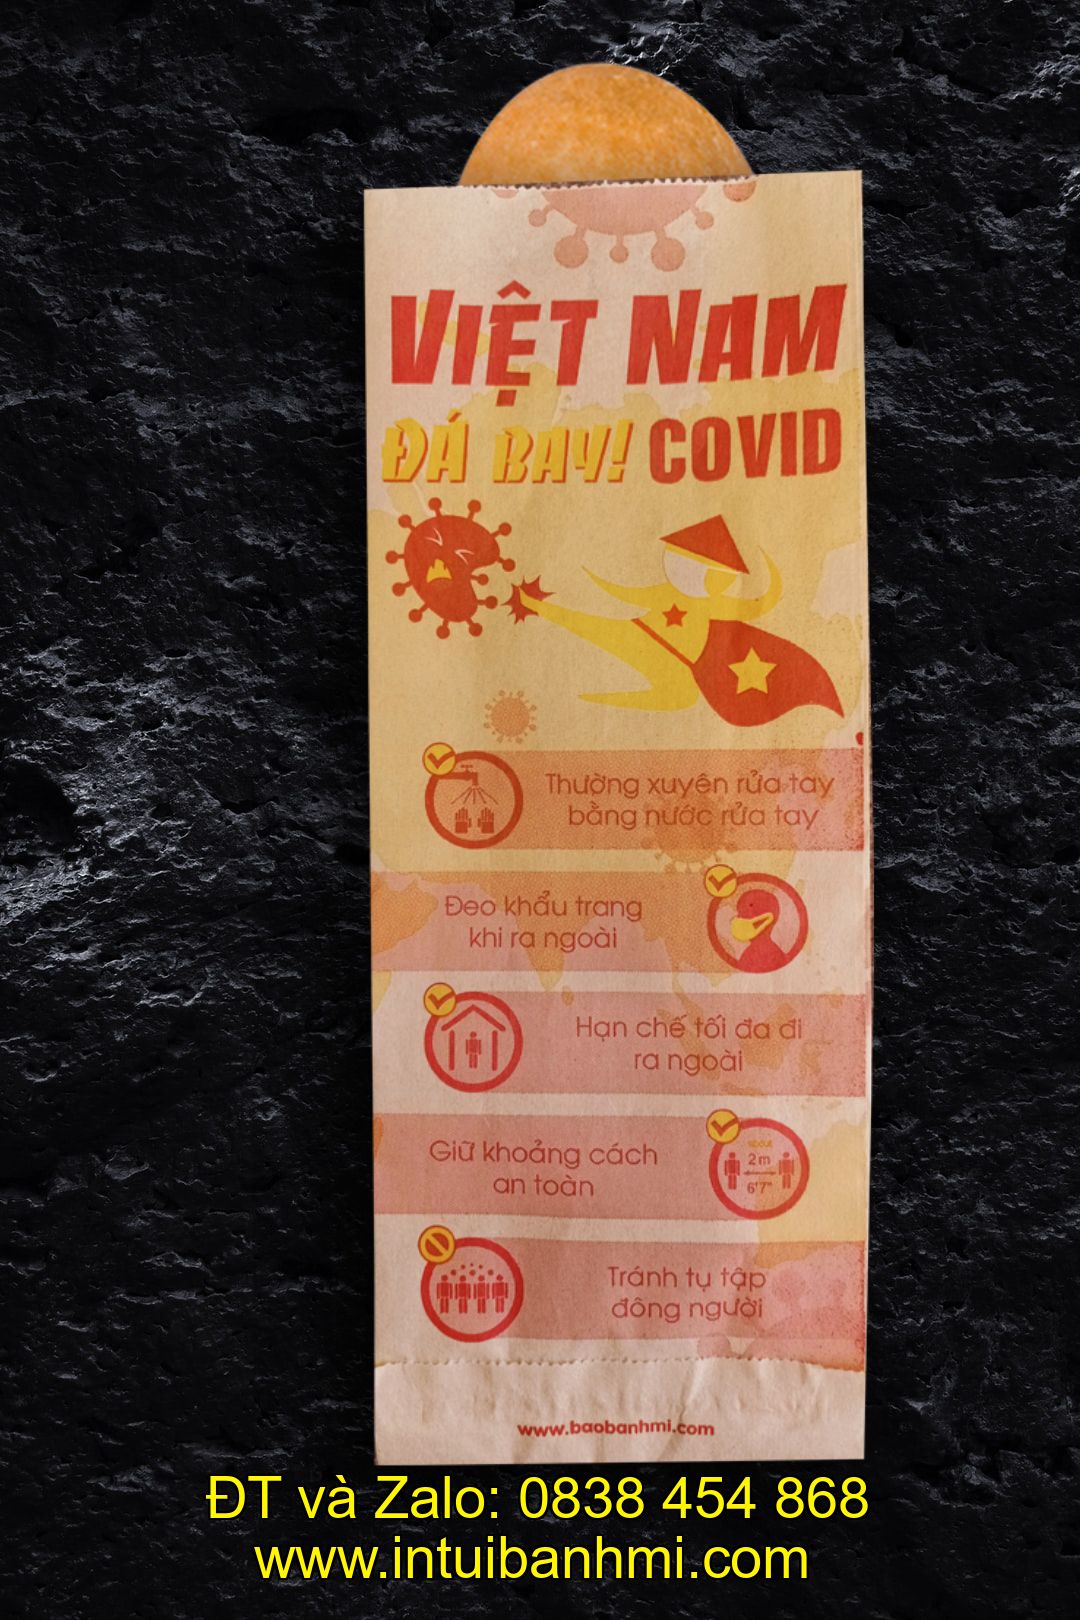 VIỆT NAM
ĐÁ BAY! COVID
Thường xuyên rửa tay
bằng nước rửa tay
Đeo khẩu trang
khi ra ngoài
Hạn chế tối đa đi
ra ngoài
Giữ khoảng cách
an toàn
about
2m
6'7"
Tránh tụ tập
đông người
www.baobanhmi.com
ĐT và Zalo: 0838 454 868
www.intuibanhmi.com